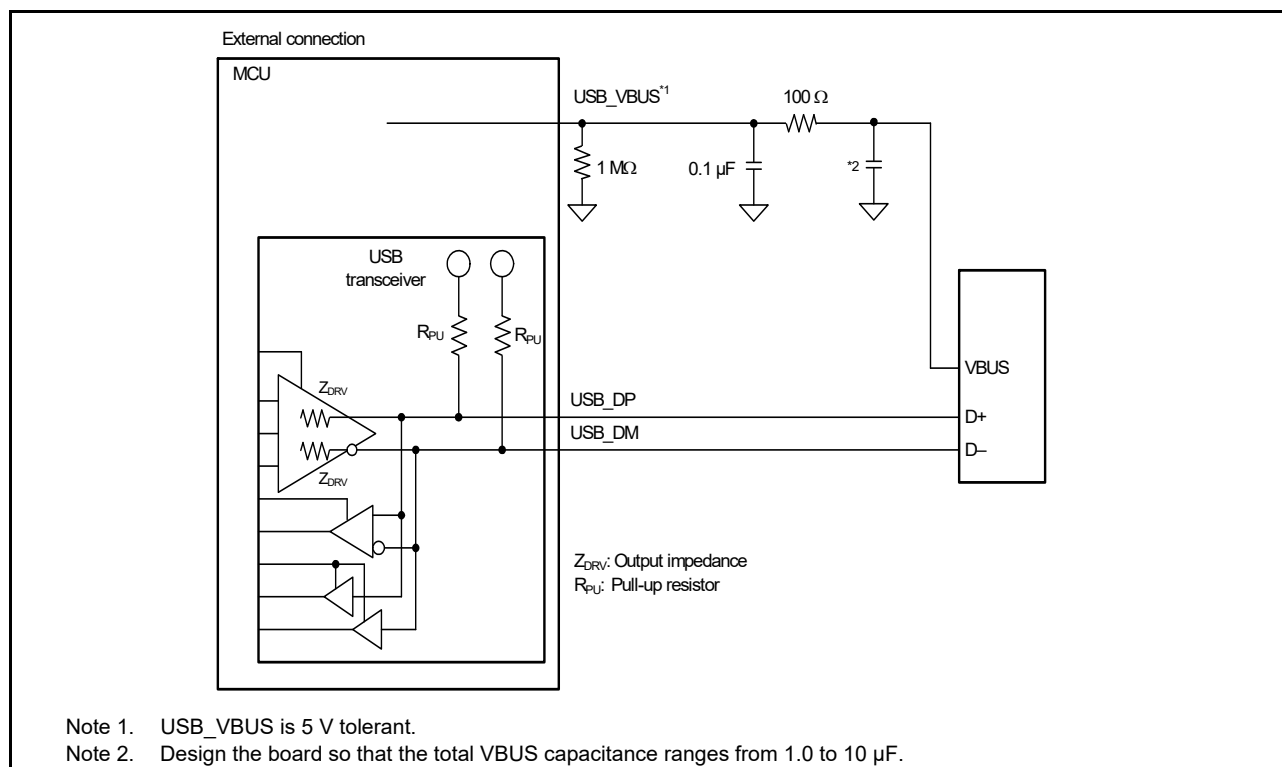 External connection
MCU
USB_VBUS*1
100 Ω
1 MΩ
0.1 µF
*2
USB
transceiver
RPU
RPU
VBUS
ZDRV
USB_DP
D+
USB_DM
D–
ZDRV
ZDRV: Output impedance
RPU: Pull-up resistor
Note 1. USB_VBUS is 5 V tolerant.
Note 2. Design the board so that the total VBUS capacitance ranges from 1.0 to 10 µF.